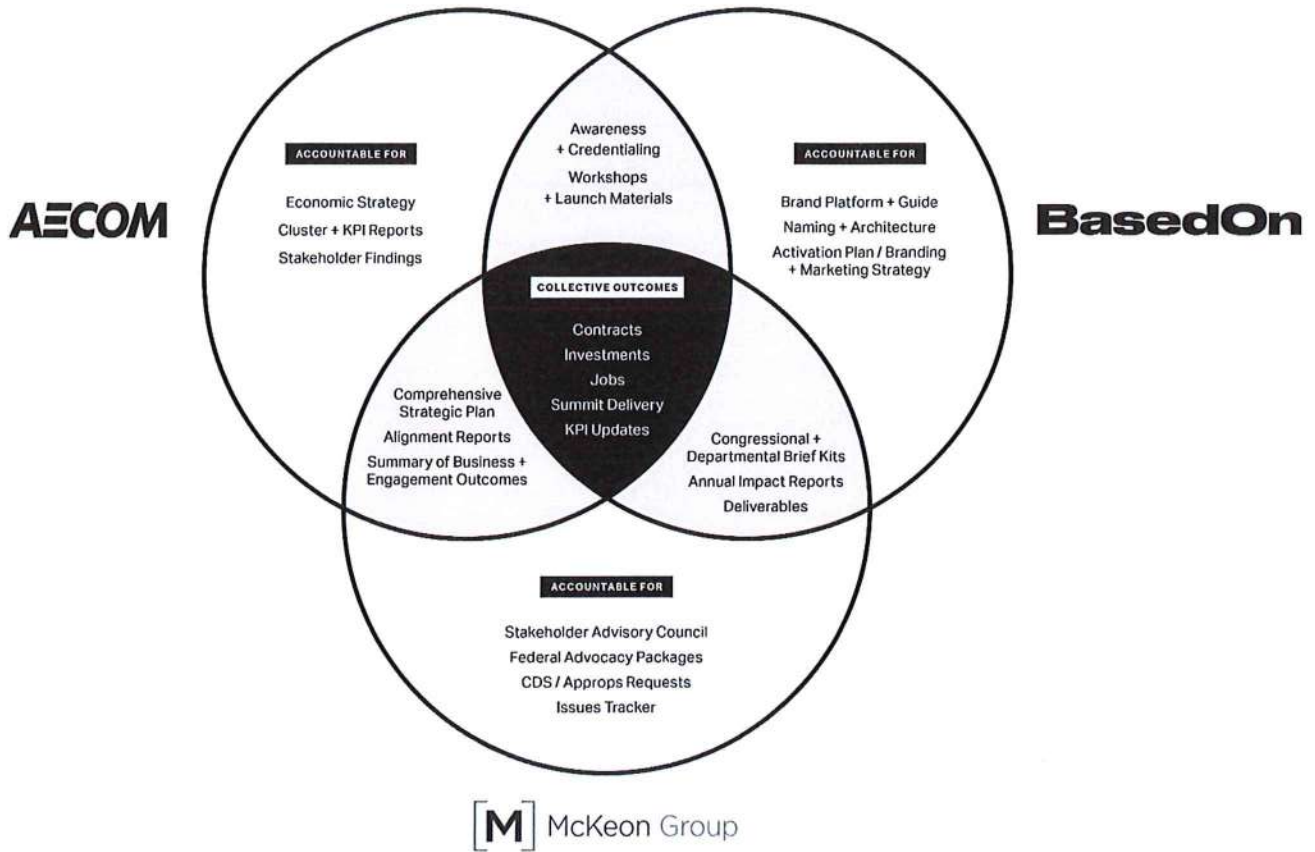 AECOM
ACCOUNTABLE FOR
Economic Strategy
Cluster + KPI Reports
Stakeholder Findings
Awareness
+ Credentialing
Workshops
+ Launch Materials
ACCOUNTABLE FOR
Brand Platform + Guide
Naming + Architecture
Activation Plan / Branding
+ Marketing Strategy
BasedOn
COLLECTIVE OUTCOMES
Contracts
Investments
Jobs
Summit Delivery
KPI Updates
Comprehensive
Strategic Plan
Alignment Reports
Summary of Business +
Engagement Outcomes
Congressional +
Departmental Brief Kits
Annual Impact Reports
Deliverables
ACCOUNTABLE FOR
Stakeholder Advisory Council
Federal Advocacy Packages
CDS / Approps Requests
Issues Tracker
[M] McKeon Group